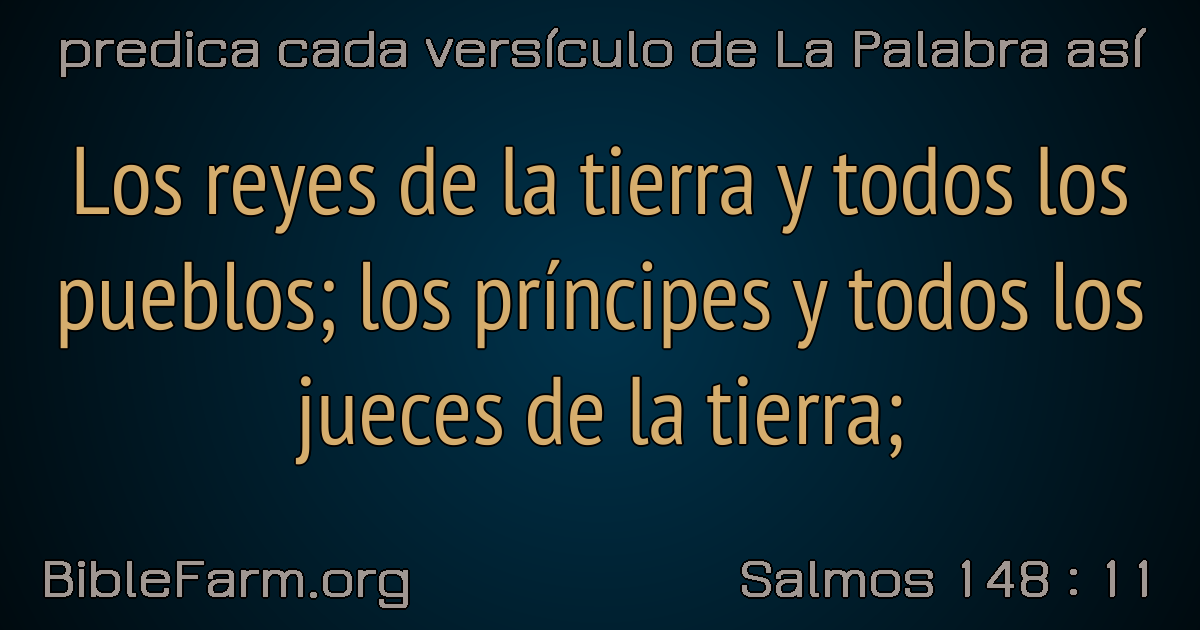 predica cada versículo de La Palabra así
Los reyes de la tierra y todos los
pueblos; los príncipes y todos los
jueces de la tierra;
BibleFarm.org
Salmos 148 : 11